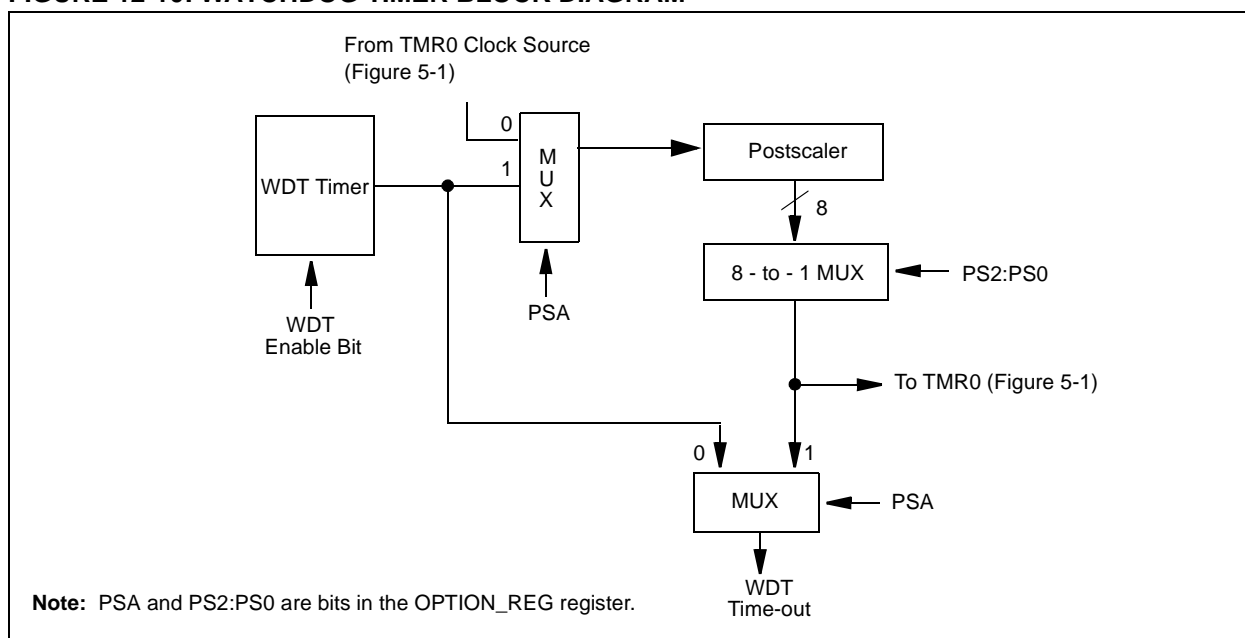 From TMR0 Clock Source
(Figure 5-1)
0
1
M
U
X
WDT Timer
Postscaler
8
8 - to - 1 MUX
PS2:PS0
PSA
WDT
Enable Bit
To TMR0 (Figure 5-1)
0
1
MUX
PSA
WDT
Time-out
Note: PSA and PS2:PS0 are bits in the OPTION_REG register.